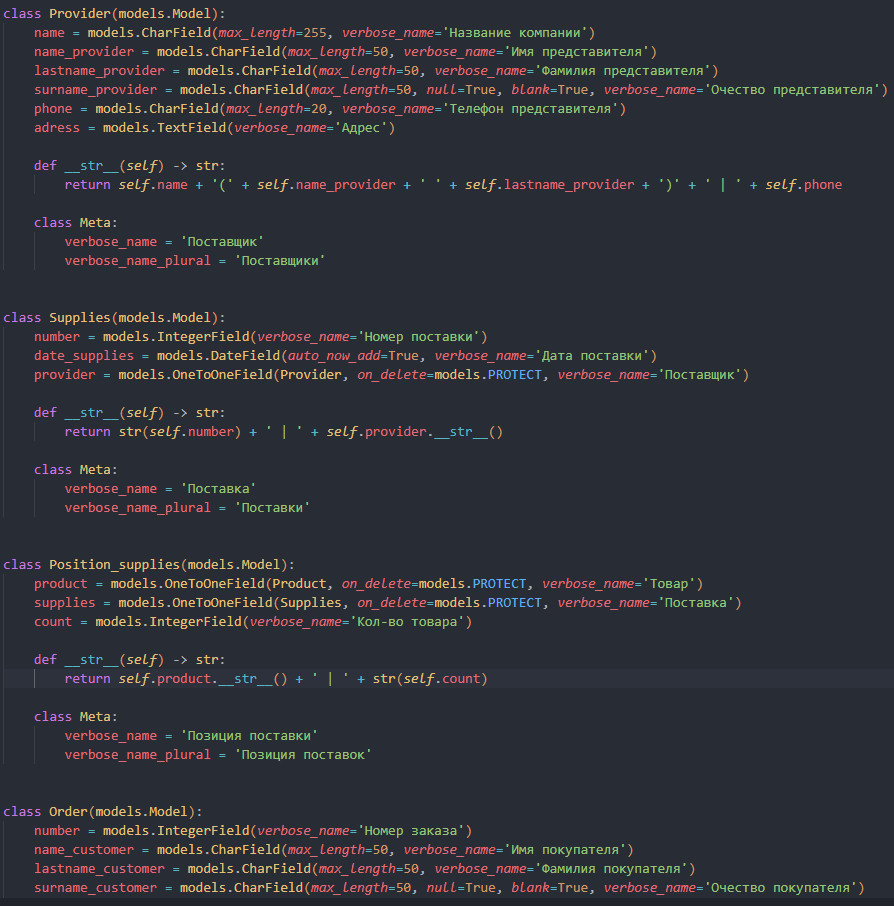 class Provider(models.Model):
    name = models.CharField(max_length=255, verbose_name='Название компании')
    name_provider = models.CharField(max_length=50, verbose_name='Имя представителя')
    lastname_provider = models.CharField(max_length=50, verbose_name='Фамилия представителя')
    surname_provider = models.CharField(max_length=50, null=True, blank=True, verbose_name='Очество представителя')
    phone = models.CharField(max_length=20, verbose_name='Телефон представителя')
    adress = models.TextField(verbose_name='Адрес')

    def __str__(self) -> str:
        return self.name + '(' + self.name_provider + ' ' + self.lastname_provider + ')' + ' | ' + self.phone

    class Meta:
        verbose_name = 'Поставщик'
        verbose_name_plural = 'Поставщики'


class Supplies(models.Model):
    number = models.IntegerField(verbose_name='Номер поставки')
    date_supplies = models.DateField(auto_now_add=True, verbose_name='Дата поставки')
    provider = models.OneToOneField(Provider, on_delete=models.PROTECT, verbose_name='Поставщик')

    def __str__(self) -> str:
        return str(self.number) + ' | ' + self.provider.__str__()

    class Meta:
        verbose_name = 'Поставка'
        verbose_name_plural = 'Поставки'


class Position_supplies(models.Model):
    product = models.OneToOneField(Product, on_delete=models.PROTECT, verbose_name='Товар')
    supplies = models.OneToOneField(Supplies, on_delete=models.PROTECT, verbose_name='Поставка')
    count = models.IntegerField(verbose_name='Кол-во товара')

    def __str__(self) -> str:
        return self.product.__str__() + ' | ' + str(self.count)

    class Meta:
        verbose_name = 'Позиция поставки'
        verbose_name_plural = 'Позиция поставок'


class Order(models.Model):
    number = models.IntegerField(verbose_name='Номер заказа')
    name_customer = models.CharField(max_length=50, verbose_name='Имя покупателя')
    lastname_customer = models.CharField(max_length=50, verbose_name='Фамилия покупателя')
    surname_customer = models.CharField(max_length=50, null=True, blank=True, verbose_name='Очество покупателя')